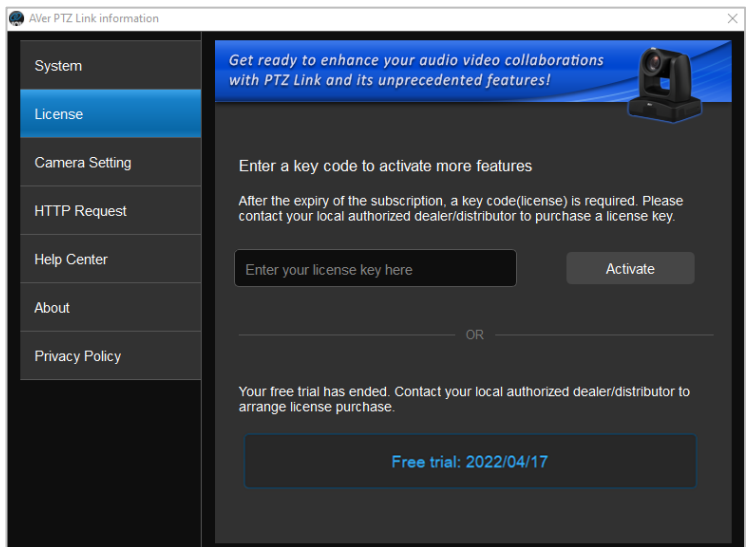 AVer PTZ Link information
System
License
Camera Setting
HTTP Request
Help Center
About
Privacy Policy
Get ready to enhance your audio video collaborations
with PTZ Link and its unprecedented features!
Enter a key code to activate more features
After the expiry of the subscription, a key code(license) is required. Please
contact your local authorized dealer/distributor to purchase a license key.
Enter your license key here
Activate
OR
Your free trial has ended. Contact your local authorized dealer/distributor to
arrange license purchase.
Free trial: 2022/04/17